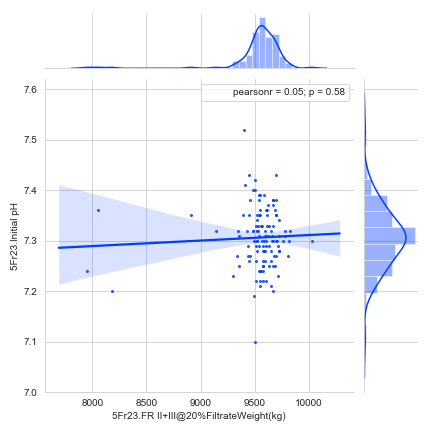 7.6
pearsonr = 0.05; p = 0.58
7.5
7.4
7.3
7.2
7.1
7.0
5Fr23.Initial pH
8000 8500 9000 9500 10000
5Fr23.FR II+III@20%FiltrateWeight(kg)